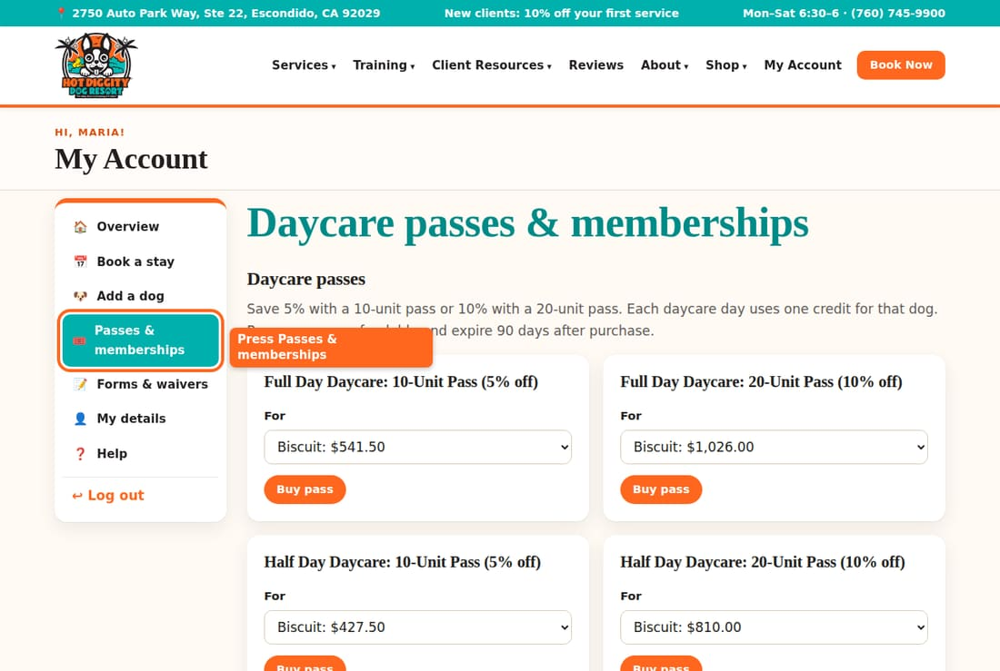 📍 2750 Auto Park Way, Ste 22, Escondido, CA 92029
New clients: 10% off your first service
Mon–Sat 6:30–6 · (760) 745-9900
HOT DIGGITY
DOG RESORT
Services ▾
Training ▾
Client Resources ▾
Reviews
About ▾
Shop ▾
My Account
Book Now
HI, MARIA!
My Account
Overview
Book a stay
Add a dog
Passes &
memberships
Forms & waivers
My details
Help
↩ Log out
Daycare passes & memberships
Daycare passes
Save 5% with a 10-unit pass or 10% with a 20-unit pass. Each daycare day uses one credit for that dog.
and expire 90 days after purchase.
Press Passes &
memberships
Full Day Daycare: 10-Unit Pass (5% off)
For
Biscuit: $541.50
Buy pass
Full Day Daycare: 20-Unit Pass (10% off)
For
Biscuit: $1,026.00
Buy pass
Half Day Daycare: 10-Unit Pass (5% off)
For
Biscuit: $427.50
Buy pass
Half Day Daycare: 20-Unit Pass (10% off)
For
Biscuit: $810.00
Buy pass